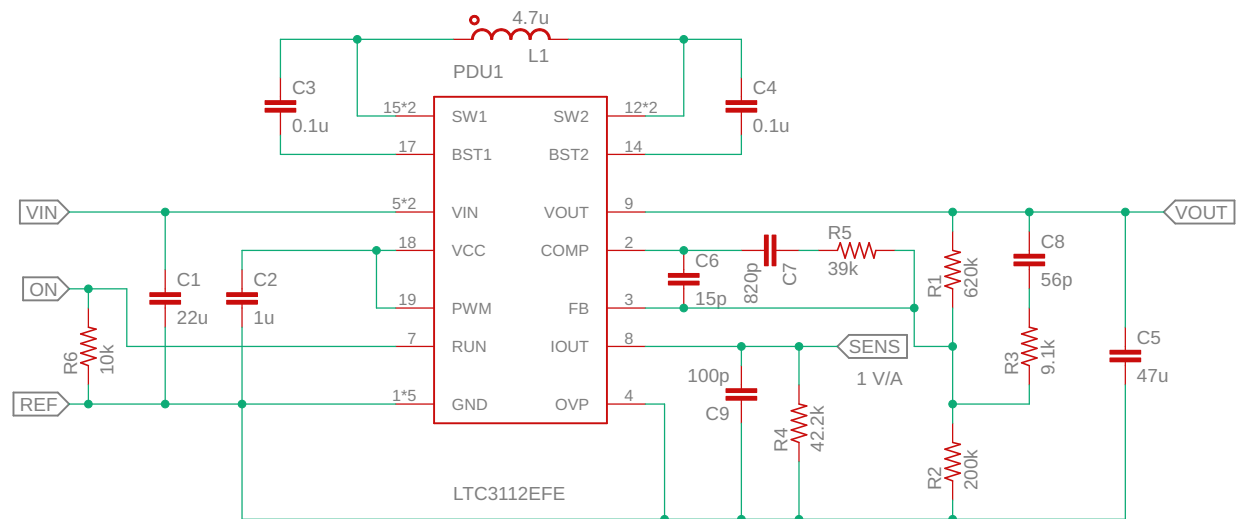 4.7u
L1
PDU1
C3
0.1u
C4
0.1u
15*2
SW1
SW2
12*2
17
BST1
BST2
14
VIN
5*2
VIN
VOUT
9
VOUT
18
VCC
COMP
2
C6
15p
820p
C7
R5
39k
R1
620k
C8
56p
ON
C1
22u
C2
1u
19
PWM
FB
3
R6
10k
7
RUN
IOUT
8
SENS
1 V/A
R3
9.1k
C5
47u
REF
1*5
GND
OVP
4
100p
C9
R4
42.2k
R2
200k
LTC3112EFE